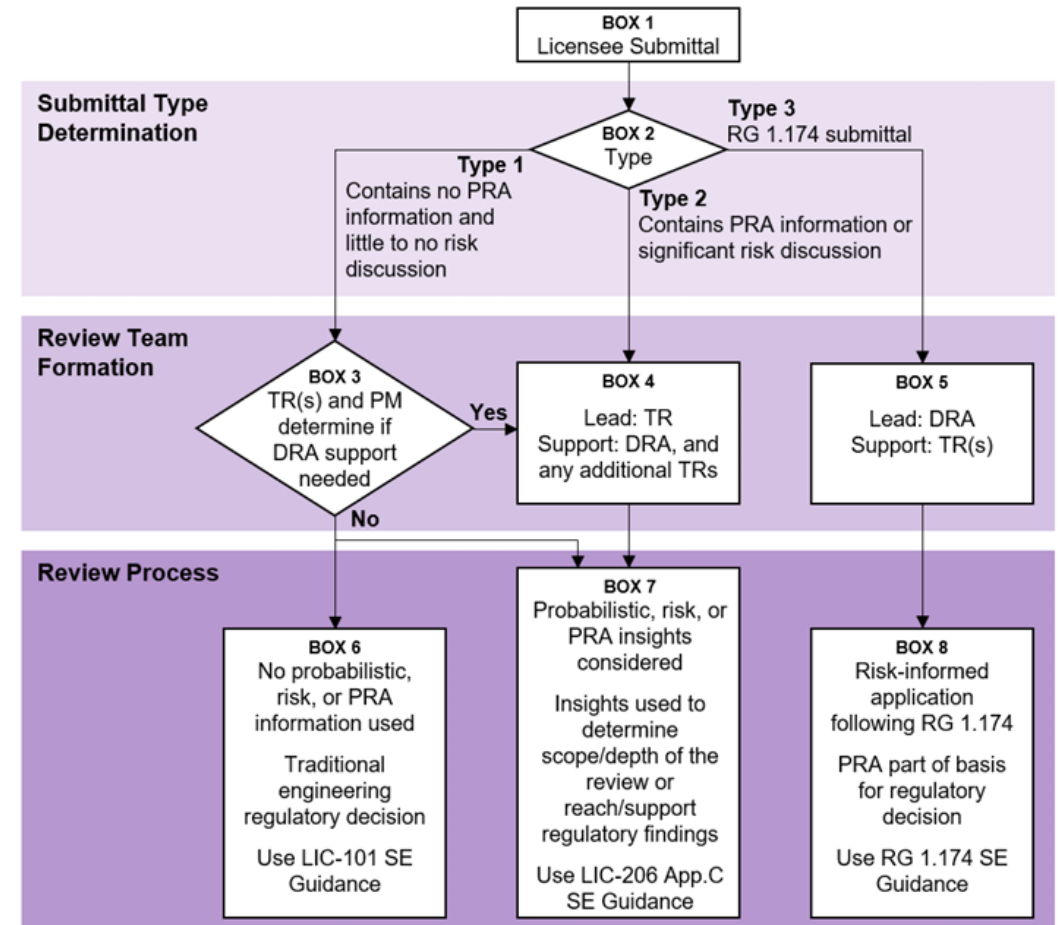 BOX 1
Licensee Submittal
Submittal Type
Determination
BOX 2
Type
Type 1
Contains no PRA
information and
little to no risk
discussion
Type 2
Contains PRA information or
significant risk discussion
Type 3
RG 1.174 submittal
Review Team
Formation
BOX 3
TR(s) and PM
determine if
DRA support
needed
Yes
No
BOX 4
Lead: TR
Support: DRA, and
any additional TRs
BOX 5
Lead: DRA
Support: TR(s)
Review Process
BOX 6
No probabilistic,
risk, or PRA
information used
Traditional
engineering
regulatory decision
Use LIC-101 SE
Guidance
BOX 7
Probabilistic, risk, or
PRA insights
considered
Insights used to
determine
scope/depth of the
review or
reach/support
regulatory findings
Use LIC-206 App.C
SE Guidance
BOX 8
Risk-informed
application
following RG 1.174
PRA part of basis
for regulatory
decision
Use RG 1.174 SE
Guidance